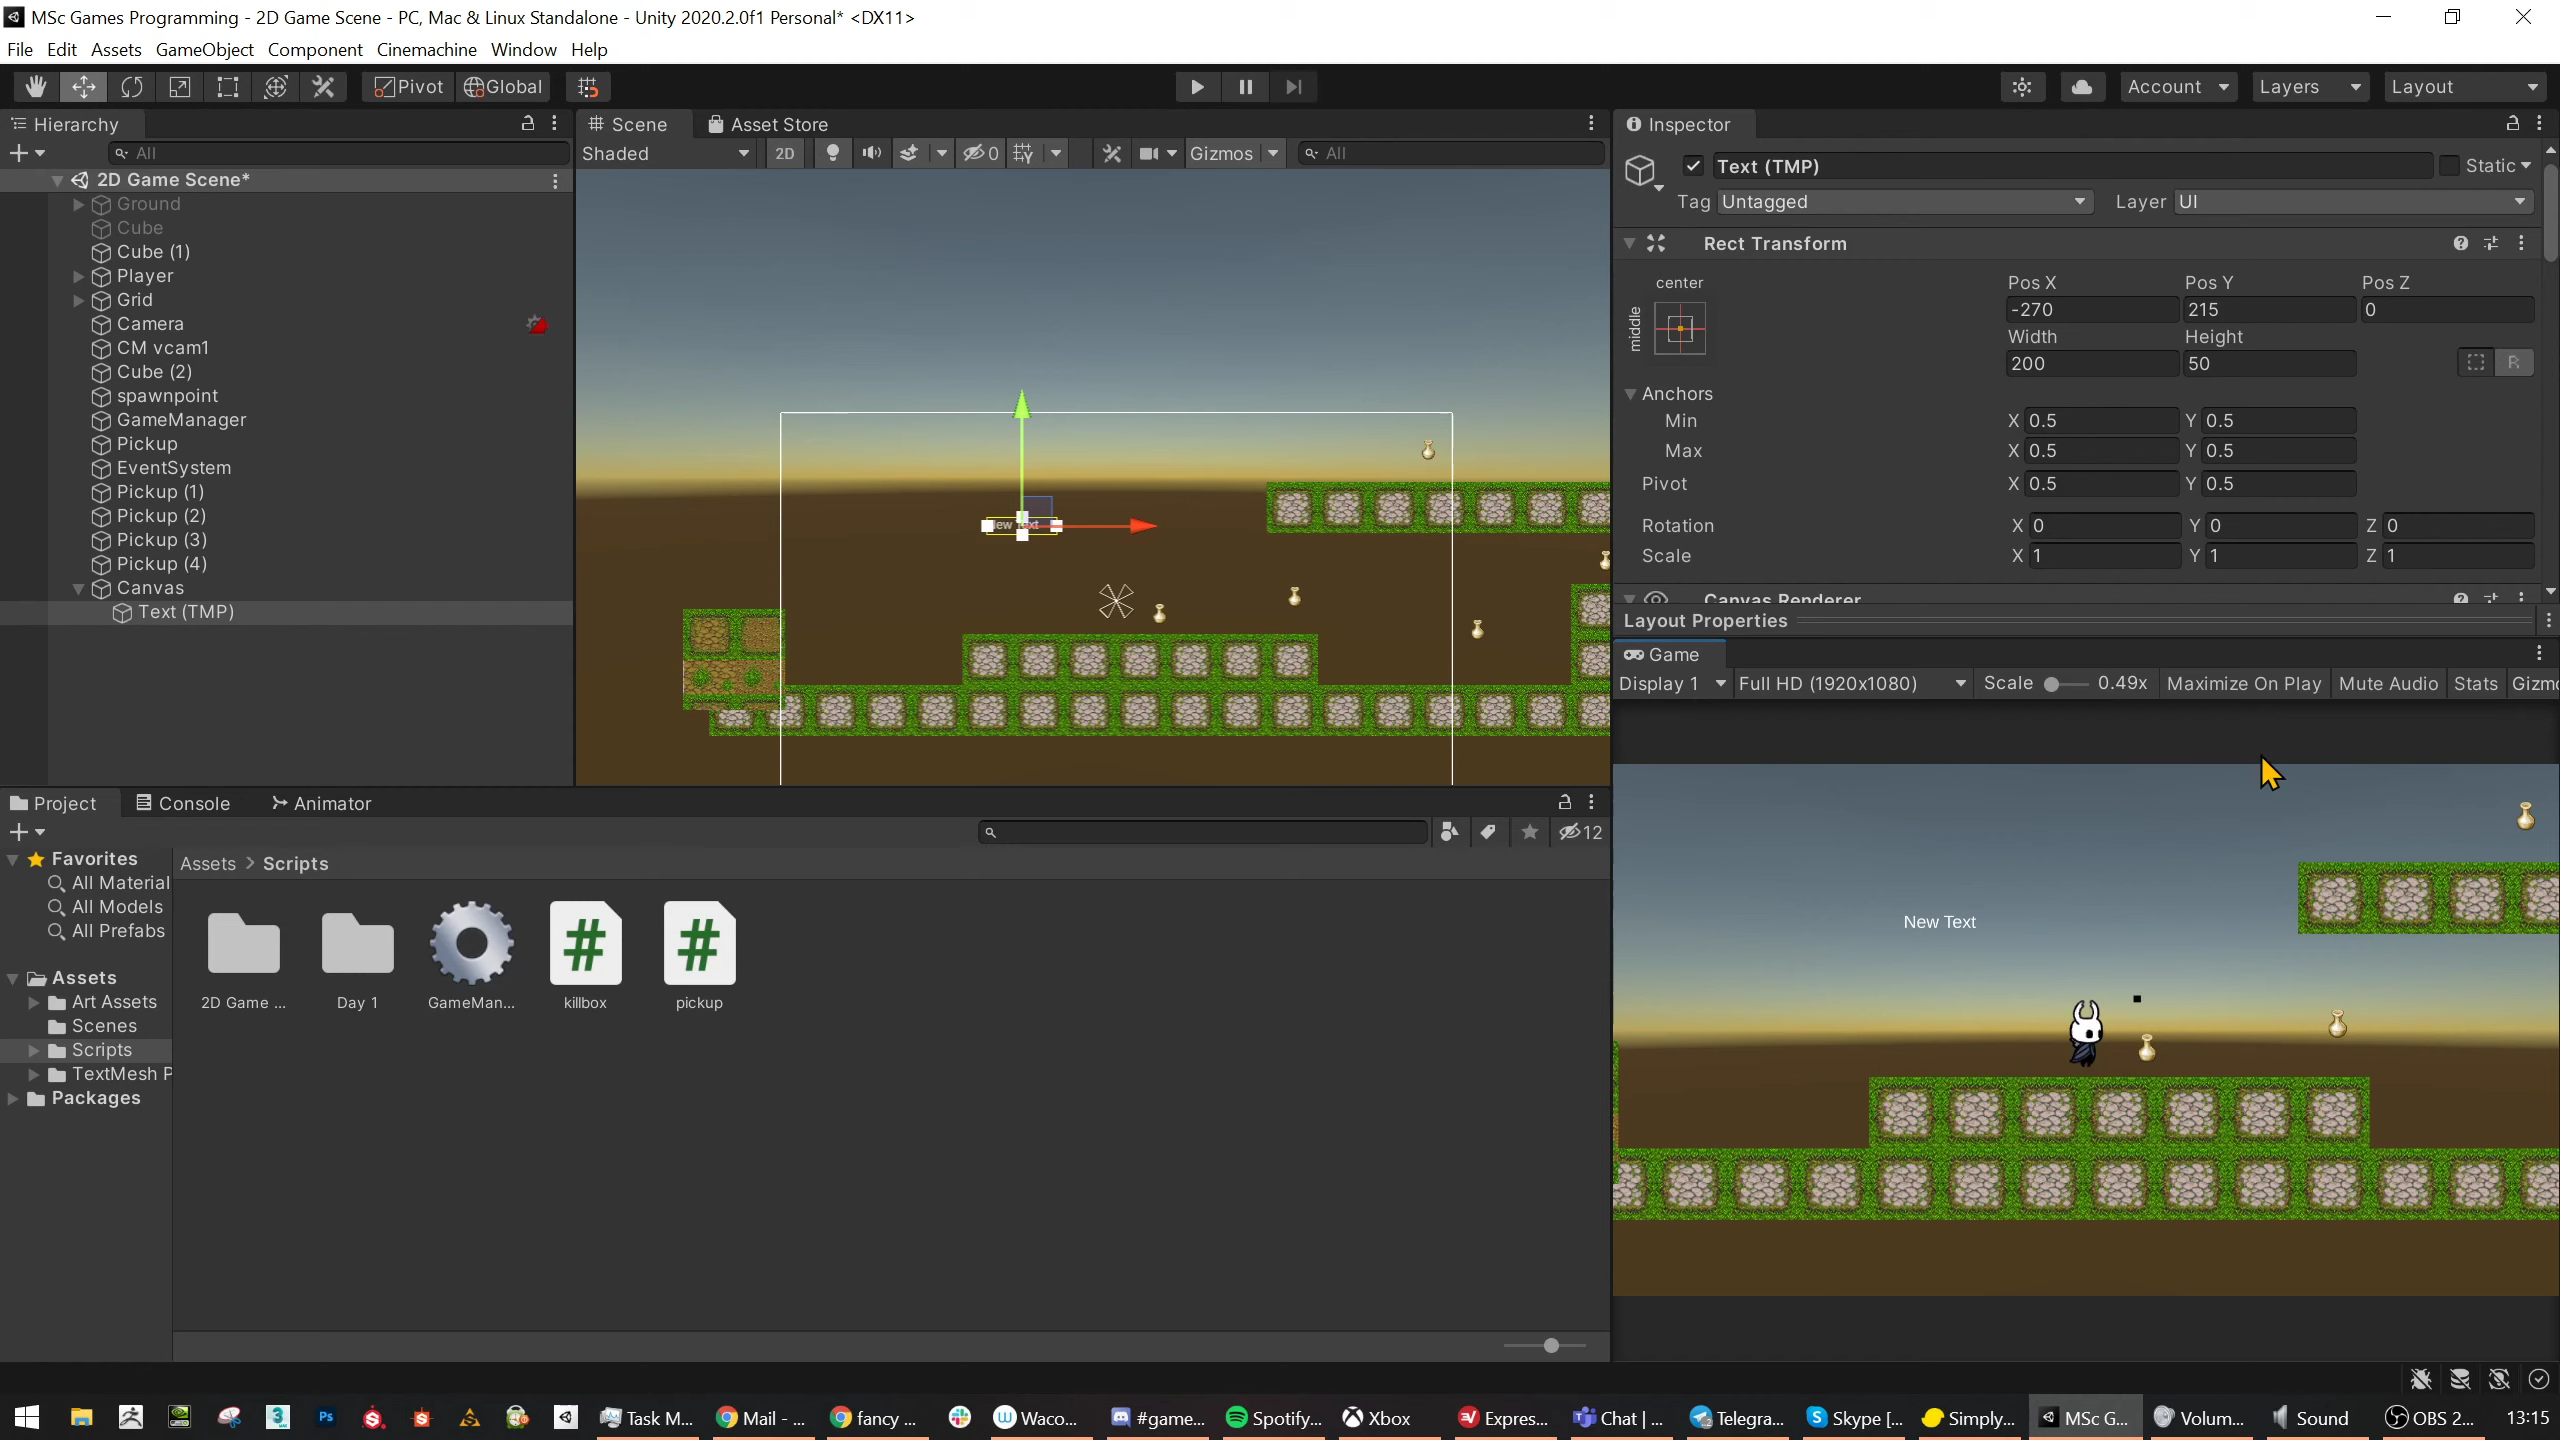 MSc Games Programming - 2D Game Scene - PC, Mac & Linux Standalone - Unity 2020.2.0f1 Personal* <DX11>
File Edit Assets GameObject Component Cinemachine Window Help
Pivot Global Account Layers Layout
Hierarchy
All
2D Game Scene*
Ground
Cube
Cube (1)
Player
Grid
Camera
CM vcam1
Cube (2)
spawnpoint
GameManager
Pickup
EventSystem
Pickup (1)
Pickup (2)
Pickup (3)
Pickup (4)
Canvas
Text (TMP)
Scene Asset Store
Shaded 2D 0 Gizmos All
Inspector
Text (TMP) Static
Tag Untagged Layer UI
Rect Transform
center Pos X Pos Y Pos Z
middle -270 215 0
Width Height
200 50 R
Anchors
Min X 0.5 Y 0.5
Max X 0.5 Y 0.5
Pivot X 0.5 Y 0.5
Rotation X 0 Y 0 Z 0
Scale X 1 Y 1 Z 1
Canvas Renderer
Layout Properties
Game
Display 1 Full HD (1920x1080) Scale 0.49x Maximize On Play Mute Audio Stats Gizmo
New Text
Project Console Animator
12
Favorites
All Material
All Models
All Prefabs
Assets
Art Assets
Scenes
Scripts
TextMesh P
Packages
Assets > Scripts
2D Game ... Day 1 GameMan... killbox pickup
Task M... Mail - ... fancy ... Waco... #game... Spotify... Xbox Expres... Chat | ... Telegra... Skype [... Simply... MSc G... Volum... Sound OBS 2... 13:15